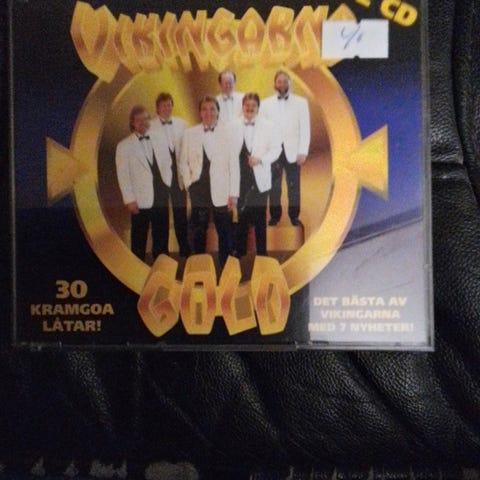 VIKINGARNA
CD
GOLD
30
KRAMGOA
LÅTAR!
DET BÄSTA AV
VIKINGARNA
MED 7 NYHETER!